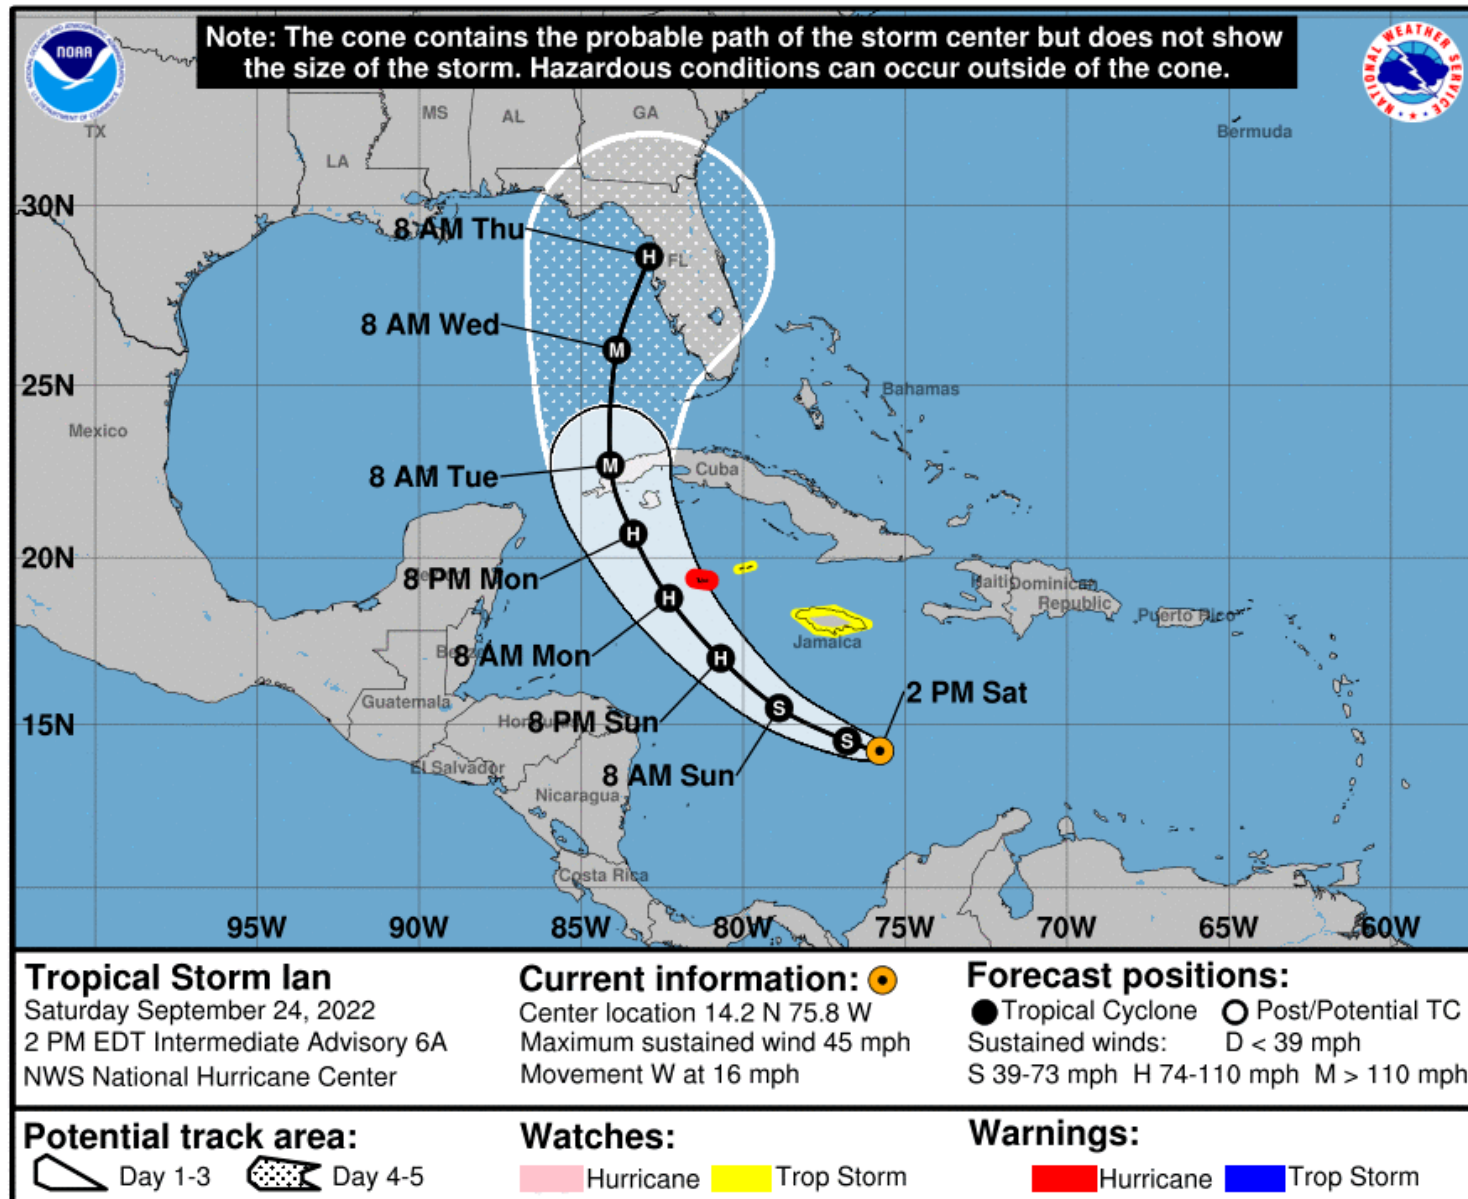 Note: The cone contains the probable path of the storm center but does not show
the size of the storm. Hazardous conditions can occur outside of the cone.
NOAA
NATIONAL WEATHER SERVICE
TX
MS
AL
GA
LA
Bermuda
30N
8 AM Thu
FL
8 AM Wed
25N
Bahamas
Mexico
8 AM Tue
Cuba
20N
8 PM Mon
Haiti
Dominican
Republic
Puerto Rico
Jamaica
8 AM Mon
Guatemala
2 PM Sat
15N
8 PM Sun
El Salvador
8 AM Sun
Nicaragua
Costa Rica
H
M
M
H
H
H
S
S
95W 90W 85W 80W 75W 70W 65W 60W
Tropical Storm Ian
Saturday September 24, 2022
2 PM EDT Intermediate Advisory 6A
NWS National Hurricane Center
Current information:
Center location 14.2 N 75.8 W
Maximum sustained wind 45 mph
Movement W at 16 mph
Forecast positions:
Tropical Cyclone Post/Potential TC
Sustained winds: D < 39 mph
S 39-73 mph H 74-110 mph M > 110 mph
Potential track area:
Day 1-3 Day 4-5
Watches:
Hurricane Trop Storm
Warnings:
Hurricane Trop Storm